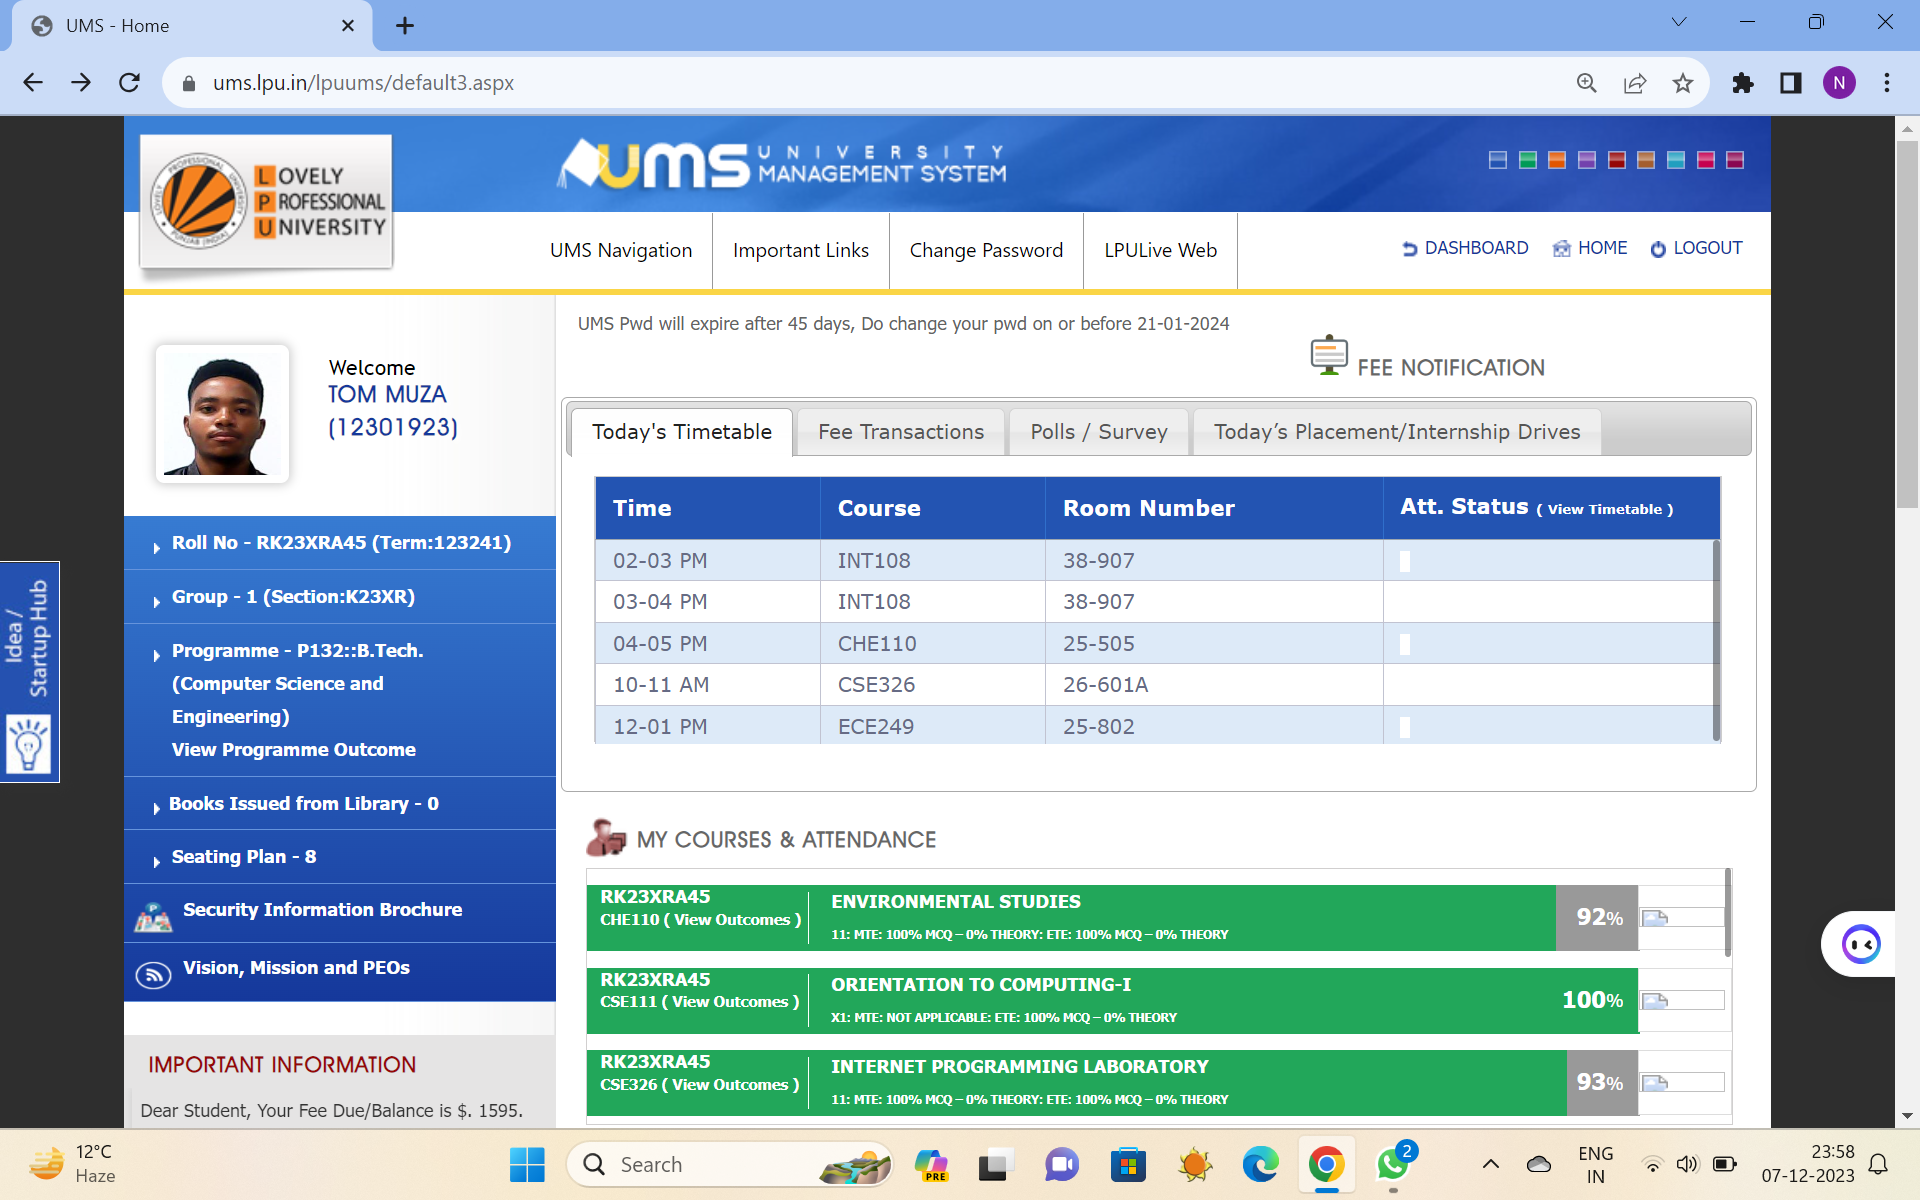 UMS - Home
ums.lpu.in/lpuums/default3.aspx
N
LOVELY
PROFESSIONAL
UNIVERSITY
UMS UNIVERSITY
MANAGEMENT SYSTEM
UMS Navigation
Important Links
Change Password
LPULive Web
DASHBOARD
HOME
LOGOUT
UMS Pwd will expire after 45 days, Do change your pwd on or before 21-01-2024
FEE NOTIFICATION
Welcome
TOM MUZA
(12301923)
Roll No - RK23XRA45 (Term:123241)
Group - 1 (Section:K23XR)
Programme - P132::B.Tech.
(Computer Science and
Engineering)
View Programme Outcome
Books Issued from Library - 0
Seating Plan - 8
Security Information Brochure
Vision, Mission and PEOs
IMPORTANT INFORMATION
Dear Student, Your Fee Due/Balance is $. 1595.
Idea /
Startup Hub
Today's Timetable
Fee Transactions
Polls / Survey
Today’s Placement/Internship Drives
Time Course Room Number Att. Status ( View Timetable )
02-03 PM INT108 38-907
03-04 PM INT108 38-907
04-05 PM CHE110 25-505
10-11 AM CSE326 26-601A
12-01 PM ECE249 25-802
MY COURSES & ATTENDANCE
RK23XRA45
CHE110 ( View Outcomes )
ENVIRONMENTAL STUDIES
11: MTE: 100% MCQ – 0% THEORY: ETE: 100% MCQ – 0% THEORY
92%
RK23XRA45
CSE111 ( View Outcomes )
ORIENTATION TO COMPUTING-I
X1: MTE: NOT APPLICABLE: ETE: 100% MCQ – 0% THEORY
100%
RK23XRA45
CSE326 ( View Outcomes )
INTERNET PROGRAMMING LABORATORY
11: MTE: 100% MCQ – 0% THEORY: ETE: 100% MCQ – 0% THEORY
93%
12°C
Haze
Search
PRE
2
ENG
IN
23:58
07-12-2023